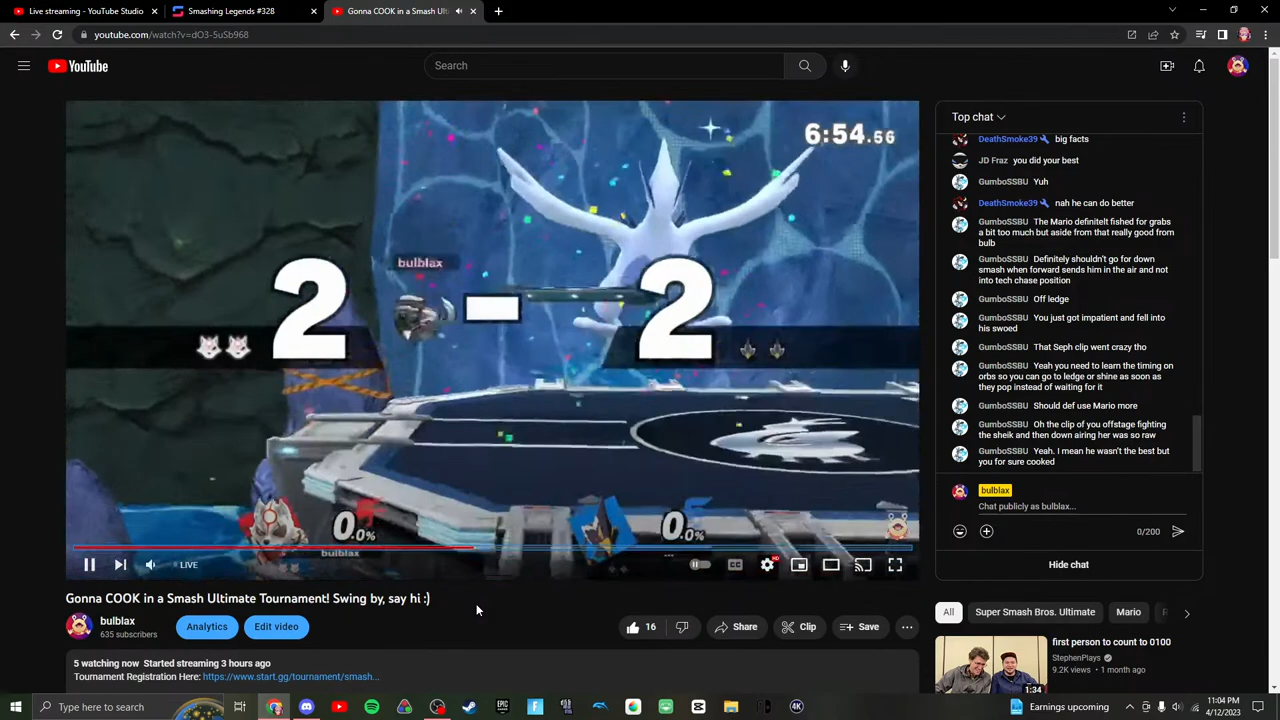 Live streaming - YouTube Studio
Smashing Legends #328
Gonna COOK in a Smash Ult
youtube.com/watch?v=dO3-5uSb968
YouTube
Search
6:54.66
bulblax
2
2
0.0%
bulblax
0.0%
LIVE
CC
HD
Top chat
DeathSmoke39 big facts
JD Fraz you did your best
GumboSSBU Yuh
DeathSmoke39 nah he can do better
GumboSSBU The Mario definitelt fished for grabs
a bit too much but aside from that really good from
bulb
GumboSSBU Definitely shouldn't go for down
smash when forward sends him in the air and not
into tech chase position
GumboSSBU Off ledge
GumboSSBU You just got impatient and fell into
his swoed
GumboSSBU That Seph clip went crazy tho
GumboSSBU Yeah you need to learn the timing on
orbs so you can go to ledge or shine as soon as
they pop instead of waiting for it
GumboSSBU Should def use Mario more
GumboSSBU Oh the clip of you offstage fighting
the sheik and then down airing her was so raw
GumboSSBU Yeah. I mean he wasn't the best but
you for sure cooked
bulblax
Chat publicly as bulblax...
0/200
Hide chat
Gonna COOK in a Smash Ultimate Tournament! Swing by, say hi :)
bulblax
635 subscribers
Analytics
Edit video
16
Share
Clip
Save
5 watching now Started streaming 3 hours ago
Tournament Registration Here: https://www.start.gg/tournament/smash...
All
Super Smash Bros. Ultimate
Mario
first person to count to 0100
StephenPlays
9.2K views • 1 month ago
1:34
Type here to search
4K
Earnings upcoming
11:04 PM
4/12/2023